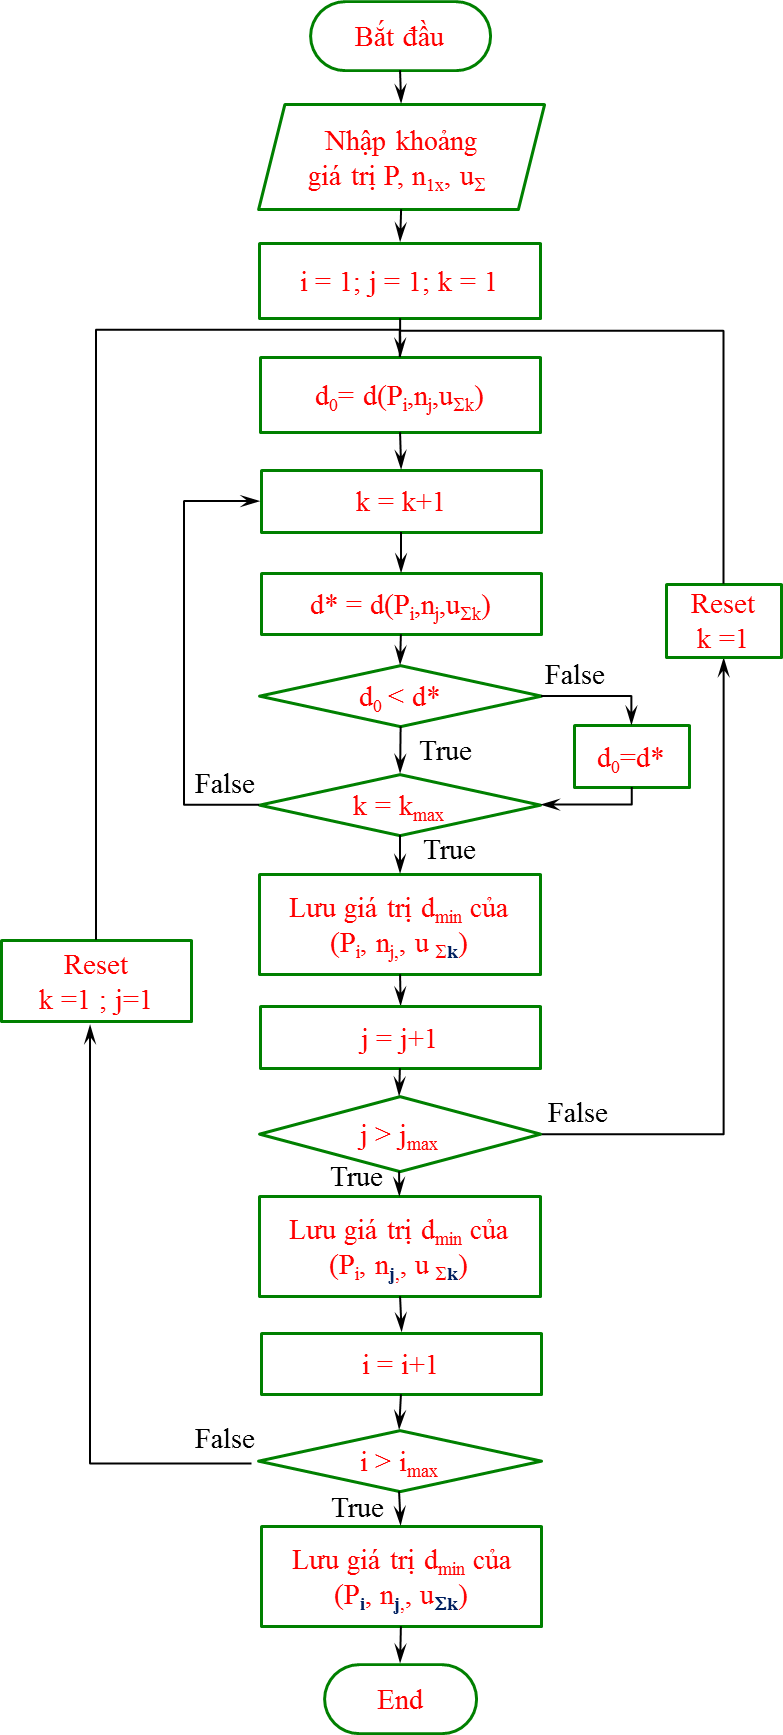 Bắt đầu
Nhập khoảng
giá trị P, n1x, uΣ
i = 1; j = 1; k = 1
d0= d(Pi,nj,uΣk)
k = k+1
d* = d(Pi,nj,uΣk)
Reset
k =1
d0 < d*
False
True
d0=d*
False
k = kmax
True
Lưu giá trị dmin của
(Pi, nj,, u Σk)
Reset
k =1 ; j=1
j = j+1
j > jmax
False
True
Lưu giá trị dmin của
(Pi, nj,, u Σk)
i = i+1
False
i > imax
True
Lưu giá trị dmin của
(Pi, nj,, uΣk)
End